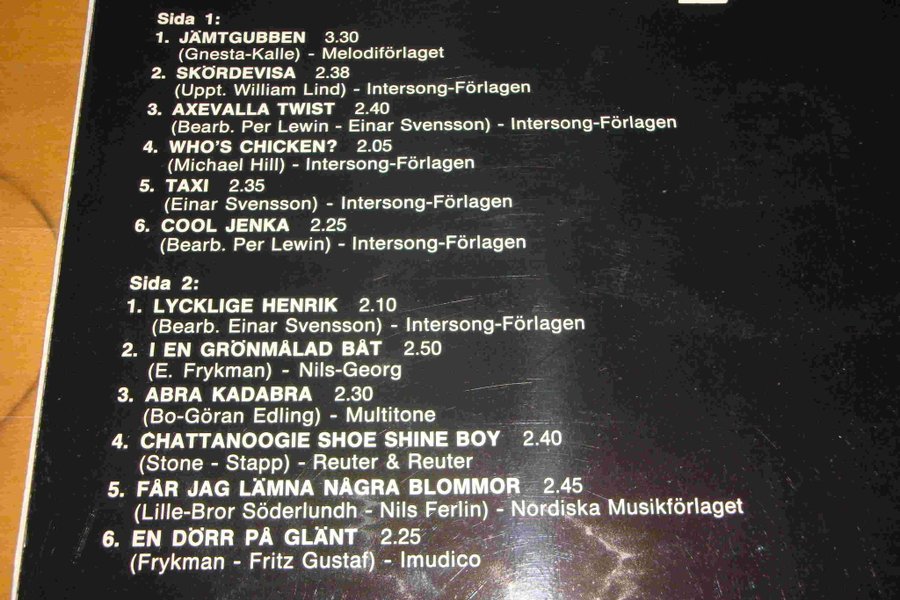 Sida 1:
1. JÄMTGUBBEN 3.30
(Gnesta-Kalle) - Melodiförlaget
2. SKÖRDEVISA 2.38
(Uppt. William Lind) - Intersong-Förlagen
3. AXEVALLA TWIST 2.40
(Bearb. Per Lewin - Einar Svensson) - Intersong-Förlagen
4. WHO'S CHICKEN? 2.05
(Michael Hill) - Intersong-Förlagen
5. TAXI 2.35
(Einar Svensson) - Intersong-Förlagen
6. COOL JENKA 2.25
(Bearb. Per Lewin) - Intersong-Förlagen
Sida 2:
1. LYCKLIGE HENRIK 2.10
(Bearb. Einar Svensson) - Intersong-Förlagen
2. I EN GRÖNMÅLAD BÅT 2.50
(E. Frykman) - Nils-Georg
3. ABRA KADABRA 2.30
(Bo-Göran Edling) - Multitone
4. CHATTANOOGIE SHOE SHINE BOY 2.40
(Stone - Stapp) - Reuter & Reuter
5. FÅR JAG LÄMNA NÅGRA BLOMMOR 2.45
(Lille-Bror Söderlundh - Nils Ferlin) - Nordiska Musikförlaget
6. EN DÖRR PÅ GLÄNT 2.25
(Frykman - Fritz Gustaf) - Imudico